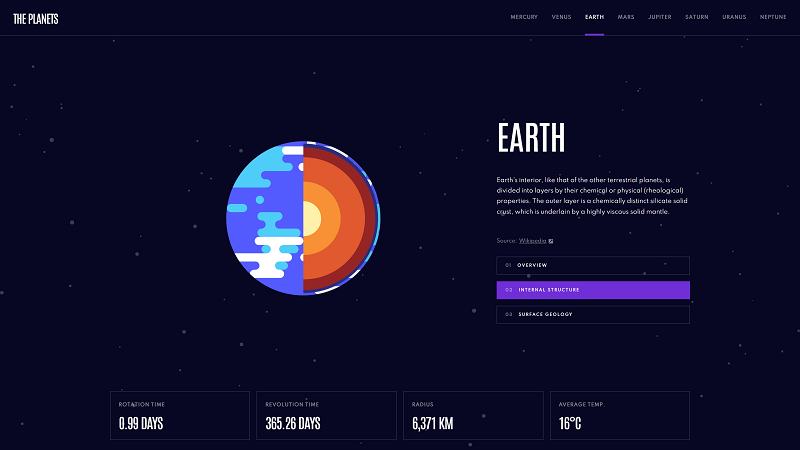 THE PLANETS
MERCURY VENUS EARTH MARS JUPITER SATURN URANUS NEPTUNE
EARTH
Earth's interior, like that of the other terrestrial planets, is
divided into layers by their chemical or physical (rheological)
properties. The outer layer is a chemically distinct silicate solid
crust, which is underlain by a highly viscous solid mantle.
Source: Wikipedia
01 OVERVIEW
02 INTERNAL STRUCTURE
03 SURFACE GEOLOGY
ROTATION TIME
0.99 DAYS
REVOLUTION TIME
365.26 DAYS
RADIUS
6,371 KM
AVERAGE TEMP.
16°C